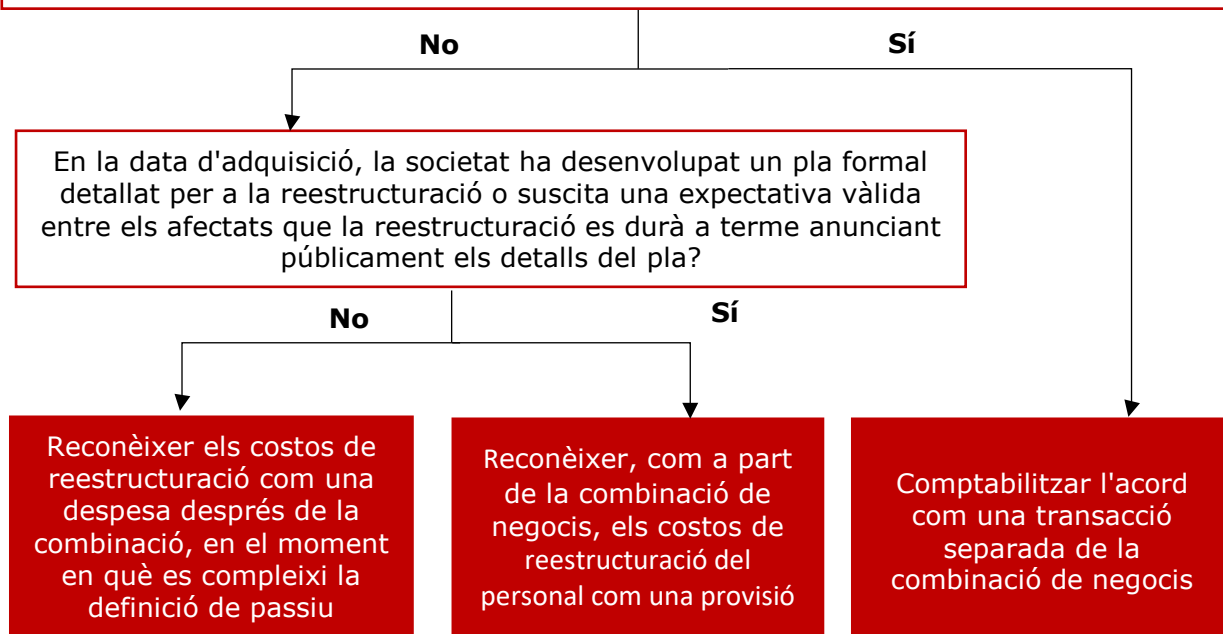 No
Sí
En la data d'adquisició, la societat ha desenvolupat un pla formal
detallat per a la reestructuració o suscita una expectativa vàlida
entre els afectats que la reestructuració es durà a terme anunciant
públicament els detalls del pla?
No
Sí
Reconèixer els costos de
reestructuració com una
despesa després de la
combinació, en el moment
en què es compleixi la
definició de passiu
Reconèixer, com a part
de la combinació de
negocis, els costos de
reestructuració del
personal com una provisió
Comptabilitzar l'acord
com una transacció
separada de la
combinació de negocis